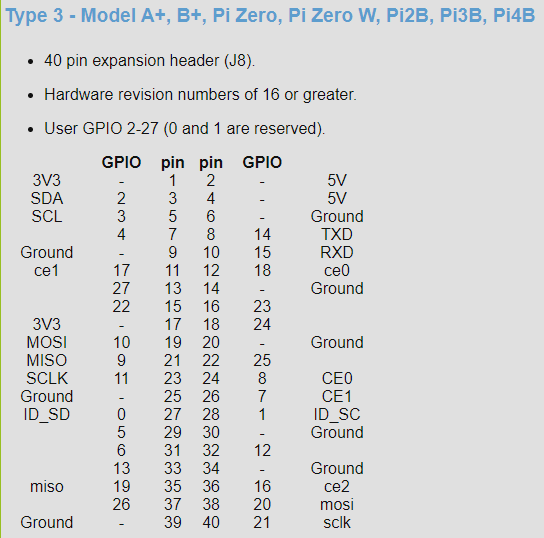 Type 3 - Model A+, B+, Pi Zero, Pi Zero W, Pi2B, Pi3B, Pi4B
• 40 pin expansion header (J8).
• Hardware revision numbers of 16 or greater.
• User GPIO 2-27 (0 and 1 are reserved).
GPIO pin pin GPIO
3V3 - 1 2 - 5V
SDA 2 3 4 - 5V
SCL 3 5 6 - Ground
4 7 8 14 TXD
Ground - 9 10 15 RXD
ce1 17 11 12 18 ce0
27 13 14 - Ground
22 15 16 23
3V3 - 17 18 24
MOSI 10 19 20 - Ground
MISO 9 21 22 25
SCLK 11 23 24 8 CE0
Ground - 25 26 7 CE1
ID_SD 0 27 28 1 ID_SC
5 29 30 - Ground
6 31 32 12
13 33 34 - Ground
miso 19 35 36 16 ce2
26 37 38 20 mosi
Ground - 39 40 21 sclk